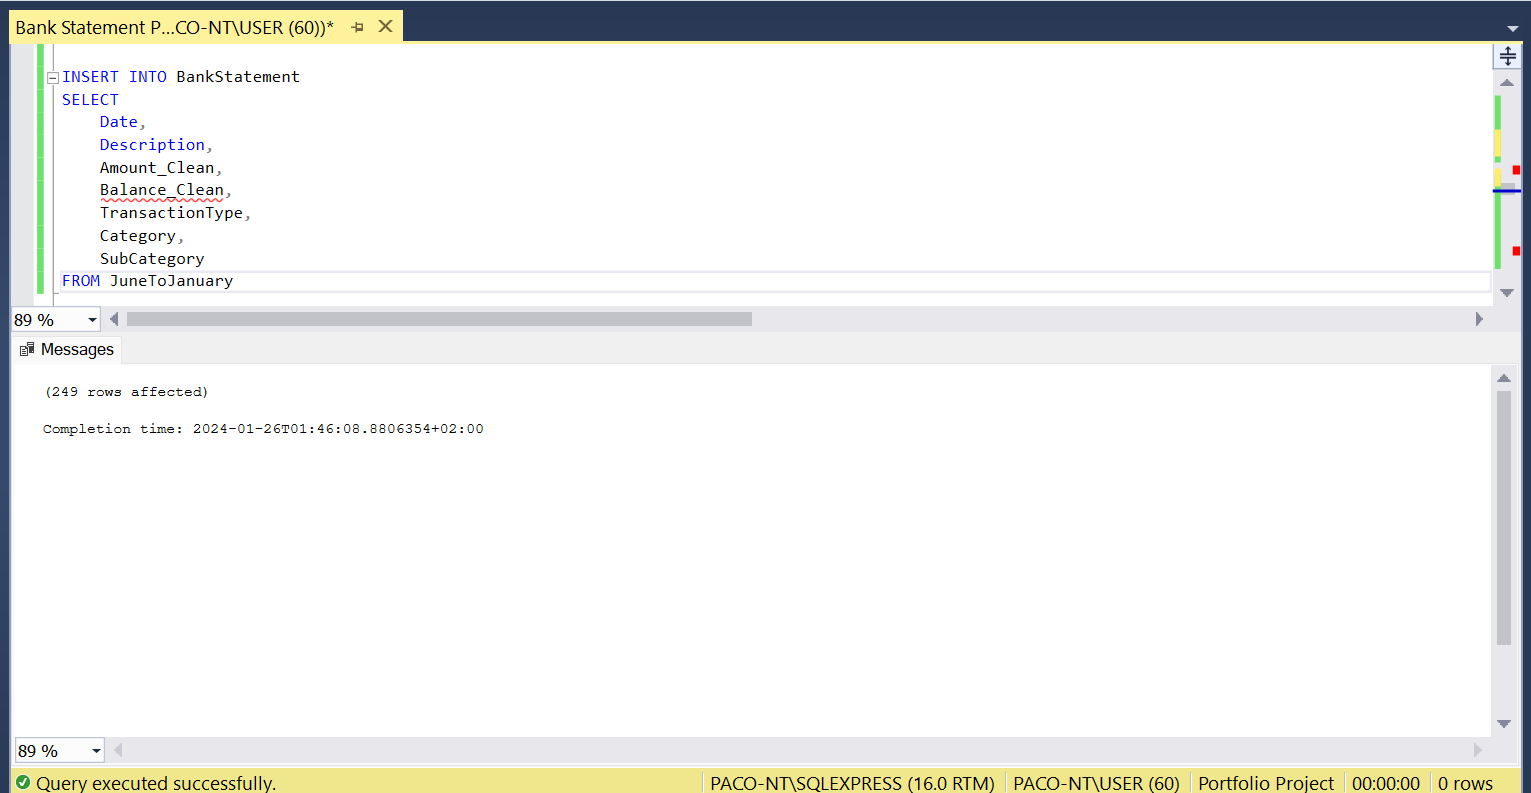 Bank Statement P...CO-NT\USER (60))*
INSERT INTO BankStatement
SELECT
Date,
Description,
Amount_Clean,
Balance_Clean,
TransactionType,
Category,
SubCategory
FROM JuneToJanuary
89 %
Messages
(249 rows affected)
Completion time: 2024-01-26T01:46:08.8806354+02:00
89 %
Query executed successfully. PACO-NT\SQLEXPRESS (16.0 RTM) PACO-NT\USER (60) Portfolio Project 00:00:00 0 rows